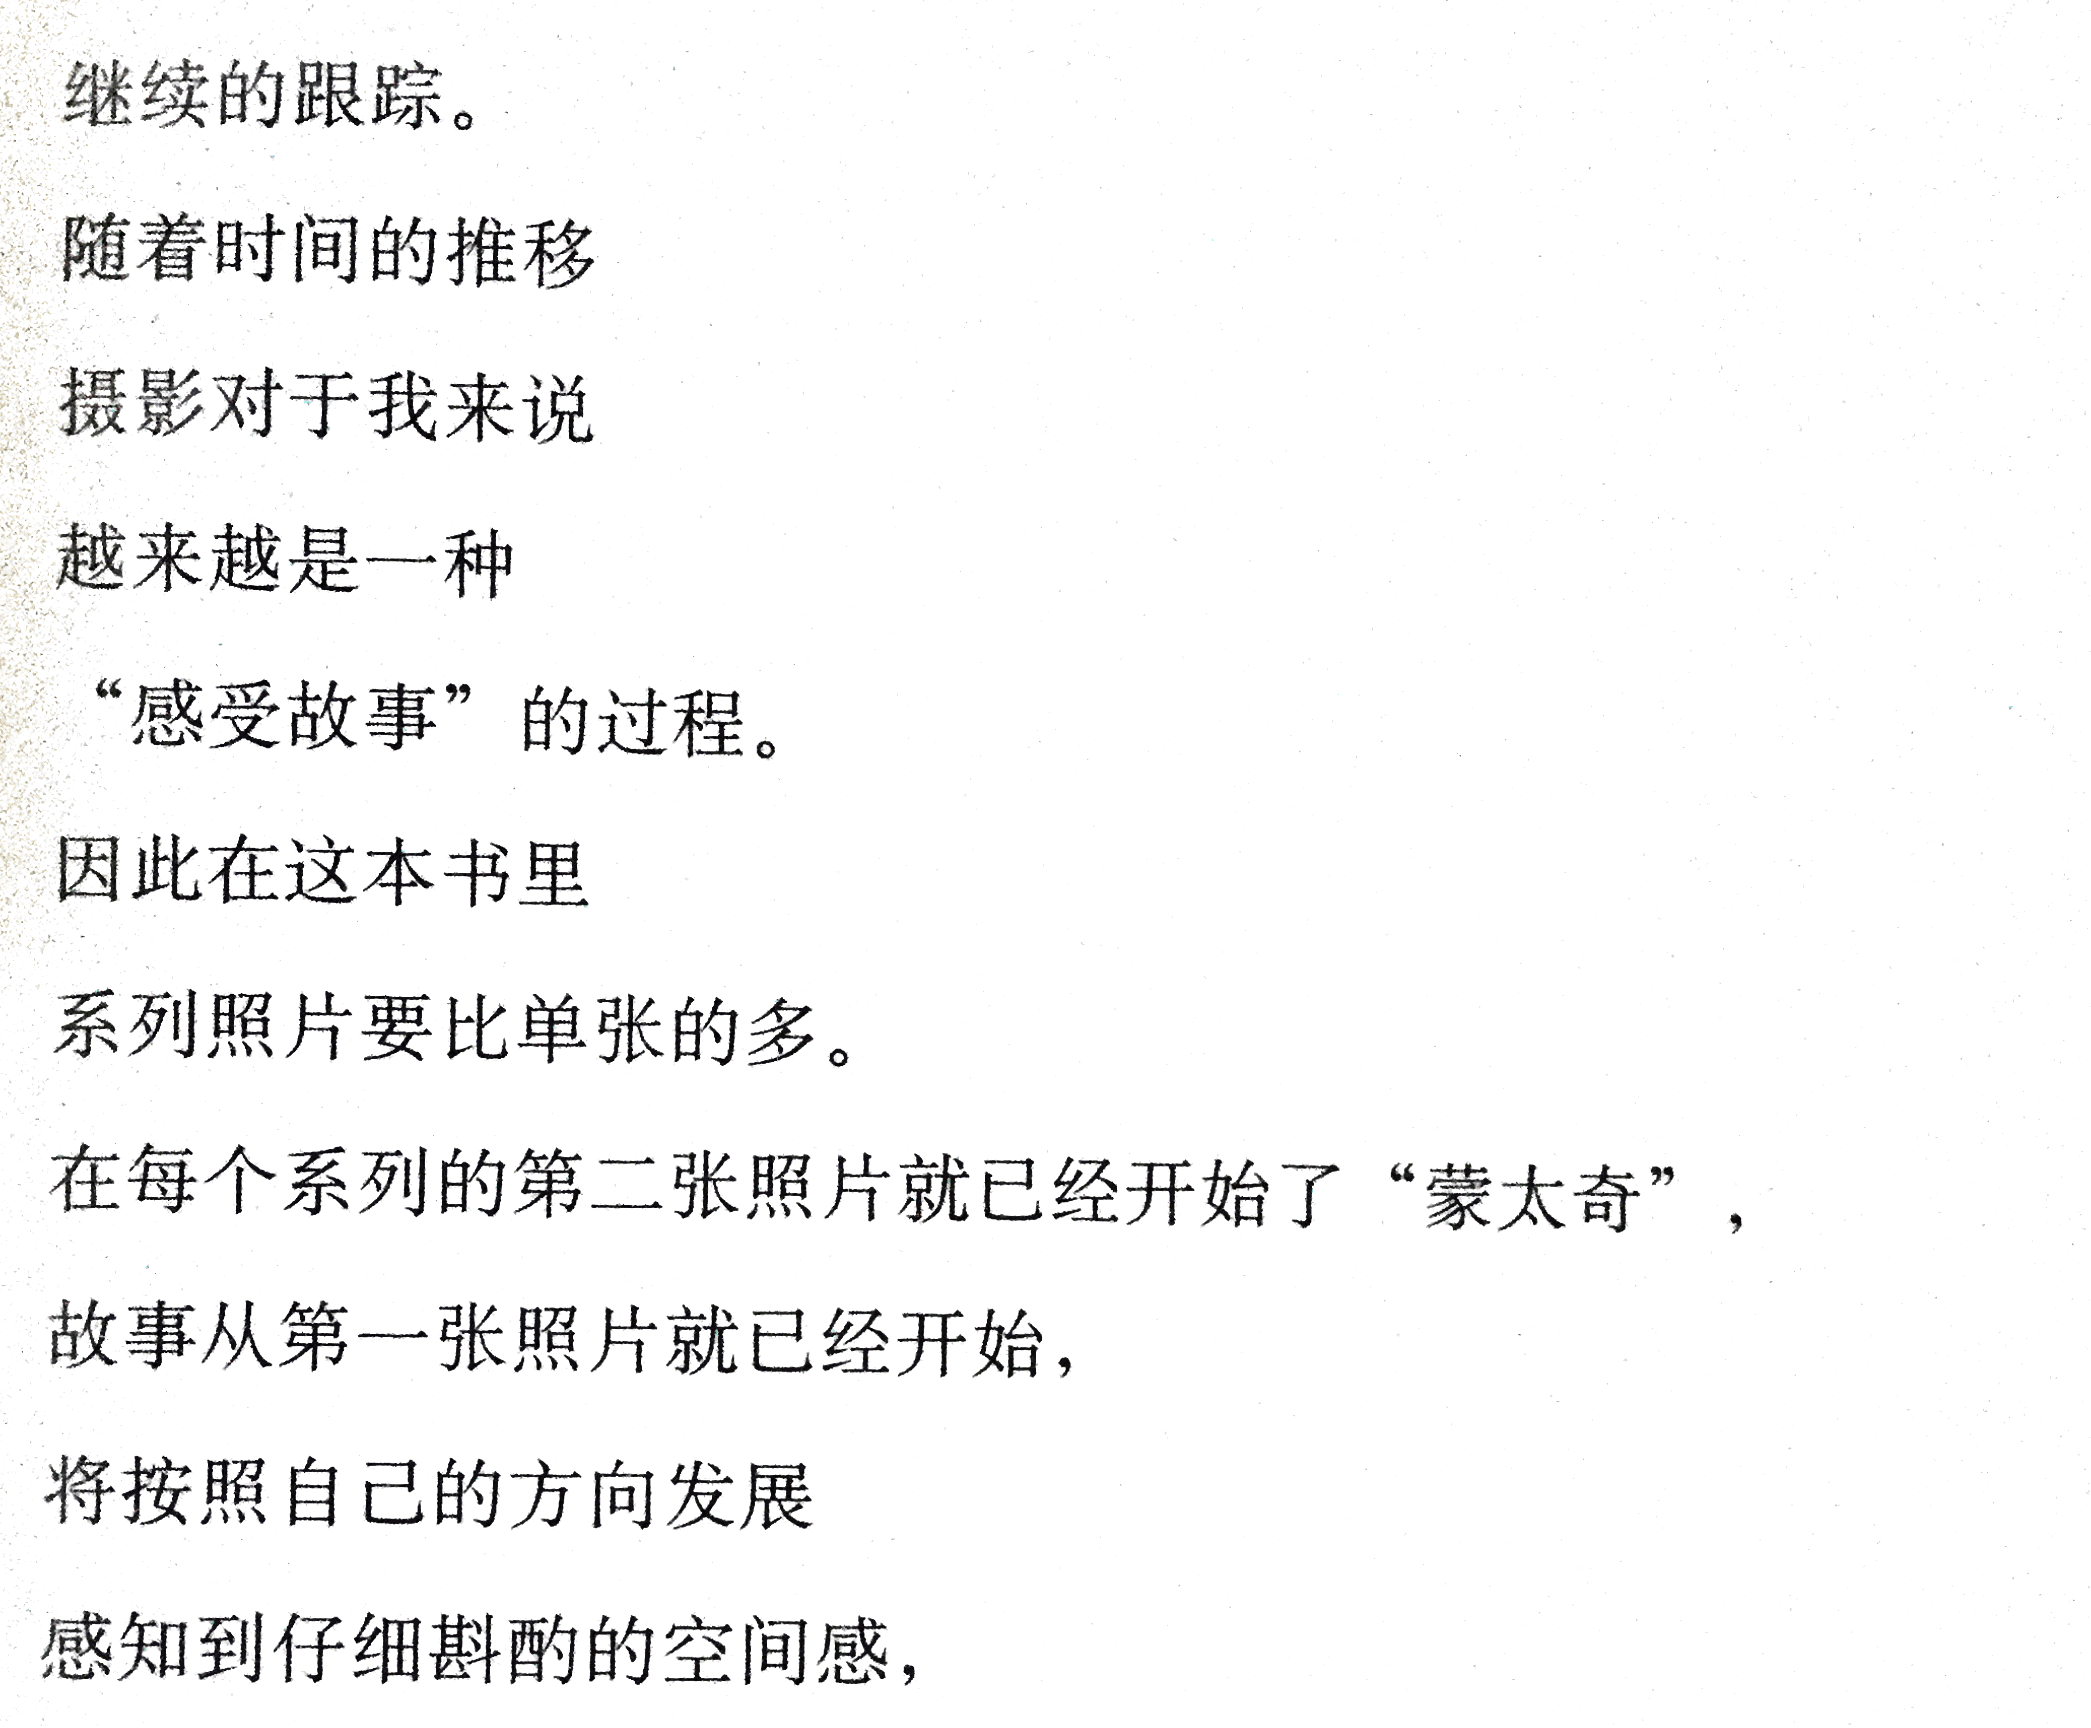 继续的跟踪。
随着时间的推移
摄影对于我来说
越来越是一种
“感受故事”的过程。
因此在这本书里
系列照片要比单张的多。
在每个系列的第二张照片就已经开始了“蒙太奇”,
故事从第一张照片就已经开始,
将按照自己的方向发展
感知到仔细斟酌的空间感,